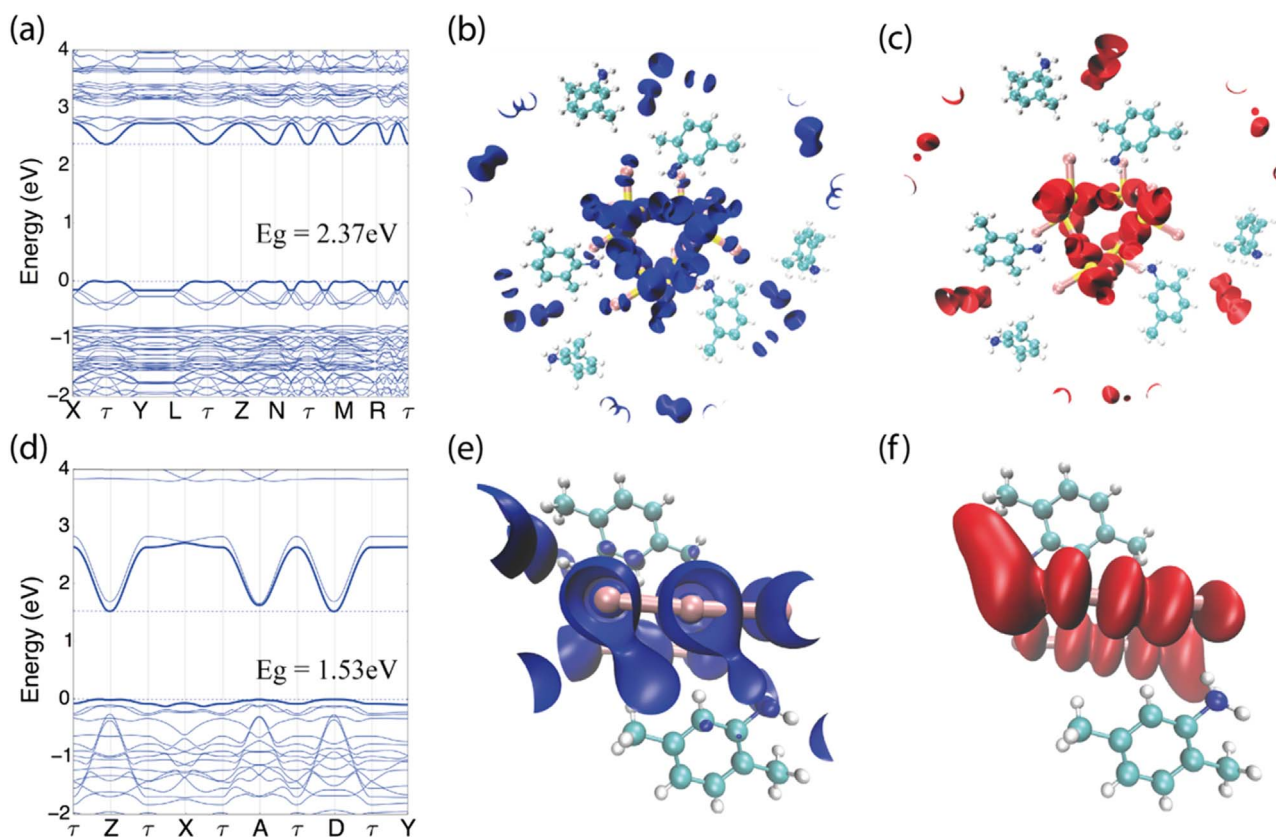 (a)
(b)
(c)
Energy (eV)
4
3
2
1
0
−1
−2
Eg = 2.37eV
X τ Y L τ Z N τ M R τ
(d)
(e)
(f)
Energy (eV)
4
3
2
1
0
−1
−2
Eg = 1.53eV
τ Z τ X τ A τ D τ Y